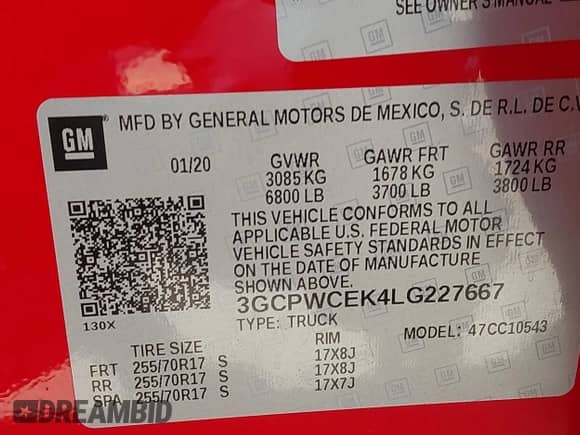 SEE OWNER'S MANUAL
GM
GM
MFD BY GENERAL MOTORS DE MEXICO, S. DE R.L. DE C.V
01/20 GVWR GAWR FRT GAWR RR
3085 KG 1678 KG 1724 KG
6800 LB 3700 LB 3800 LB
THIS VEHICLE CONFORMS TO ALL
APPLICABLE U.S. FEDERAL MOTOR
VEHICLE SAFETY STANDARDS IN EFFECT
ON THE DATE OF MANUFACTURE
SHOWN ABOVE.
3GCPWCEK4LG227667
130X
TYPE: TRUCK MODEL: 47CC10543
TIRE SIZE RIM
FRT 255/70R17 S 17X8J
RR 255/70R17 S 17X8J
SPA 255/70R17 S 17X7J
DREAMBID